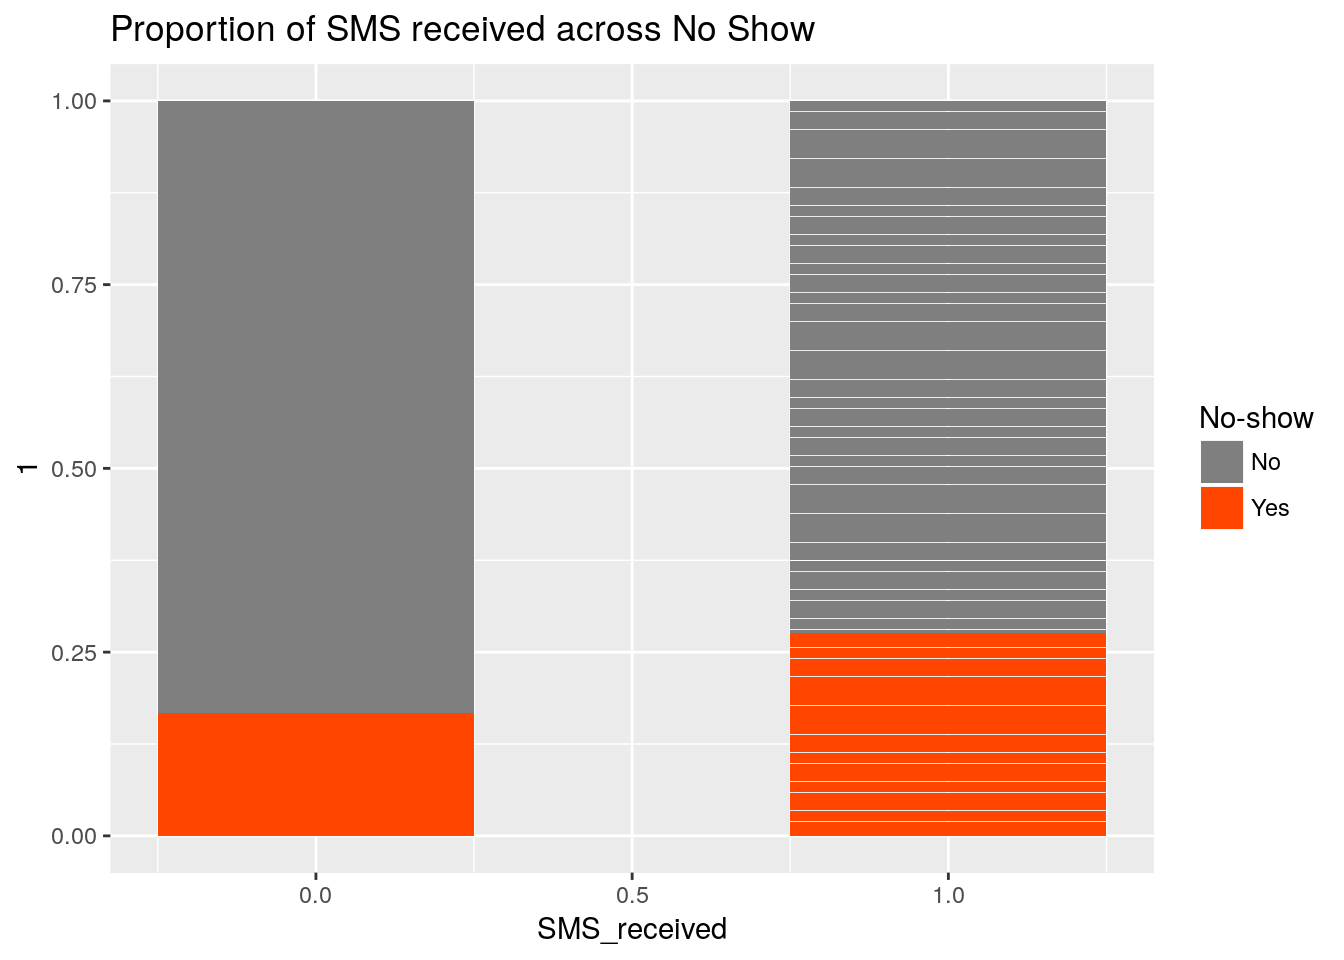 Proportion of SMS received across No Show
1.00
0.75
0.50
0.25
0.00
1
0.0 0.5 1.0
SMS_received
No-show
No
Yes